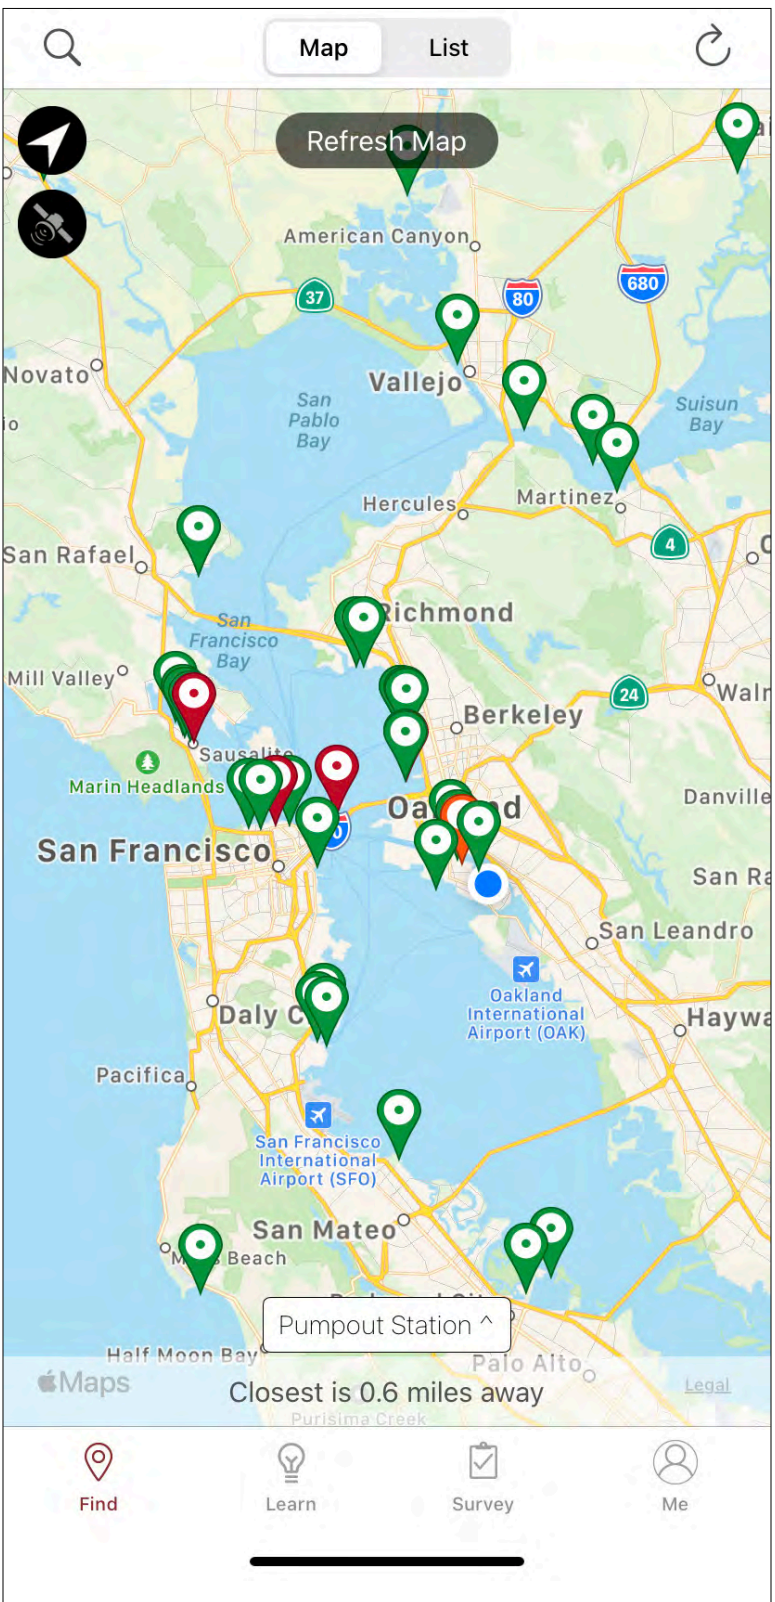 Map
List
Refresh Map
American Canyon
37
80
680
Novato
Vallejo
San
Pablo
Bay
Suisun
Bay
io
Hercules
Martinez
4
San Rafael
Richmond
San
Francisco
Bay
Mill Valley
24
Berkeley
Sausalito
Marin Headlands
Danville
San Francisco
San Leandro
Oakland
International
Airport (OAK)
Daly C
Haywa
Pacifica
San Francisco
International
Airport (SFO)
San Mateo
Beach
Pumpout Station ^
Half Moon Bay
Palo Alto
Maps
Closest is 0.6 miles away
Legal
Purisima Creek
Find
Learn
Survey
Me